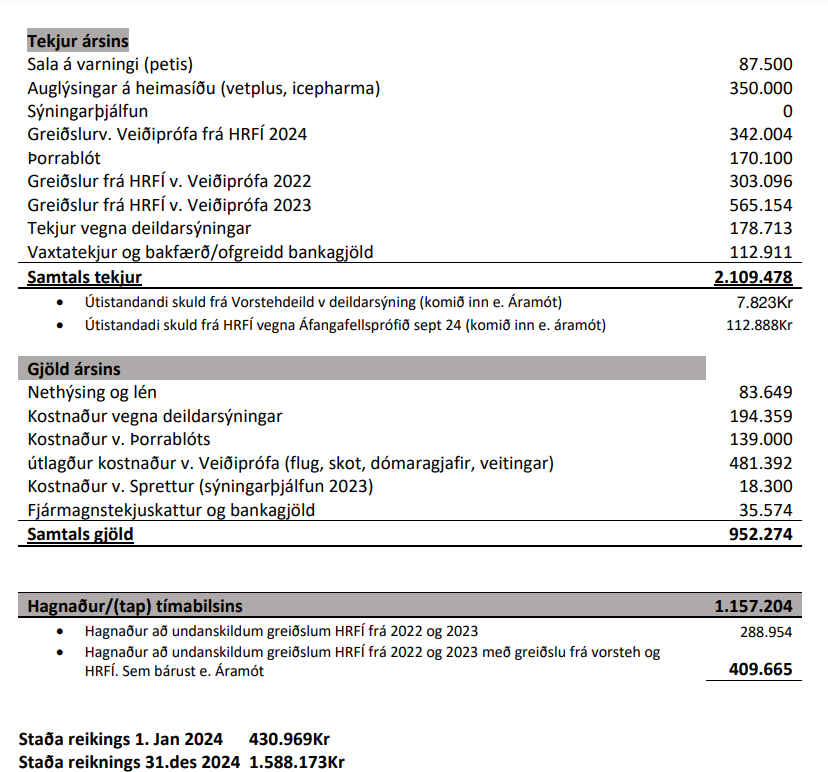 Tekjur ársins
Sala á varningi (petis) 87.500
Auglýsingar á heimasíðu (vetplus, icepharma) 350.000
Sýningarþjálfun 0
Greiðslurv. Veiðiprófa frá HRFÍ 2024 342.004
Þorrablót 170.100
Greiðslur frá HRFÍ v. Veiðiprófa 2022 303.096
Greiðslur frá HRFÍ v. Veiðiprófa 2023 565.154
Tekjur vegna deildarsýningar 178.713
Vaxtatekjur og bakfærð/ofgreidd bankagjöld 112.911
Samtals tekjur 2.109.478
• Útistandandi skuld frá Vorstehdeild v deildarsýning (komið inn e. Áramót) 7.823Kr
• Útistandadi skuld frá HRFÍ vegna Áfangafellsprófið sept 24 (komið inn e. áramót) 112.888Kr
Gjöld ársins
Nethýsing og lén 83.649
Kostnaður vegna deildarsýningar 194.359
Kostnaður v. Þorrablóts 139.000
útlagður kostnaður v. Veiðiprófa (flug, skot, dómaragjafir, veitingar) 481.392
Kostnaður v. Sprettur (sýningarþjálfun 2023) 18.300
Fjármagnstekjuskattur og bankagjöld 35.574
Samtals gjöld 952.274
Hagnaður/(tap) tímabilsins 1.157.204
• Hagnaður að undanskildum greiðslum HRFÍ frá 2022 og 2023 288.954
• Hagnaður að undanskildum greiðslum HRFÍ frá 2022 og 2023 með greiðslu frá vorsteh og
HRFÍ. Sem bárust e. Áramót 409.665
Staða reikings 1. Jan 2024 430.969Kr
Staða reiknings 31.des 2024 1.588.173Kr